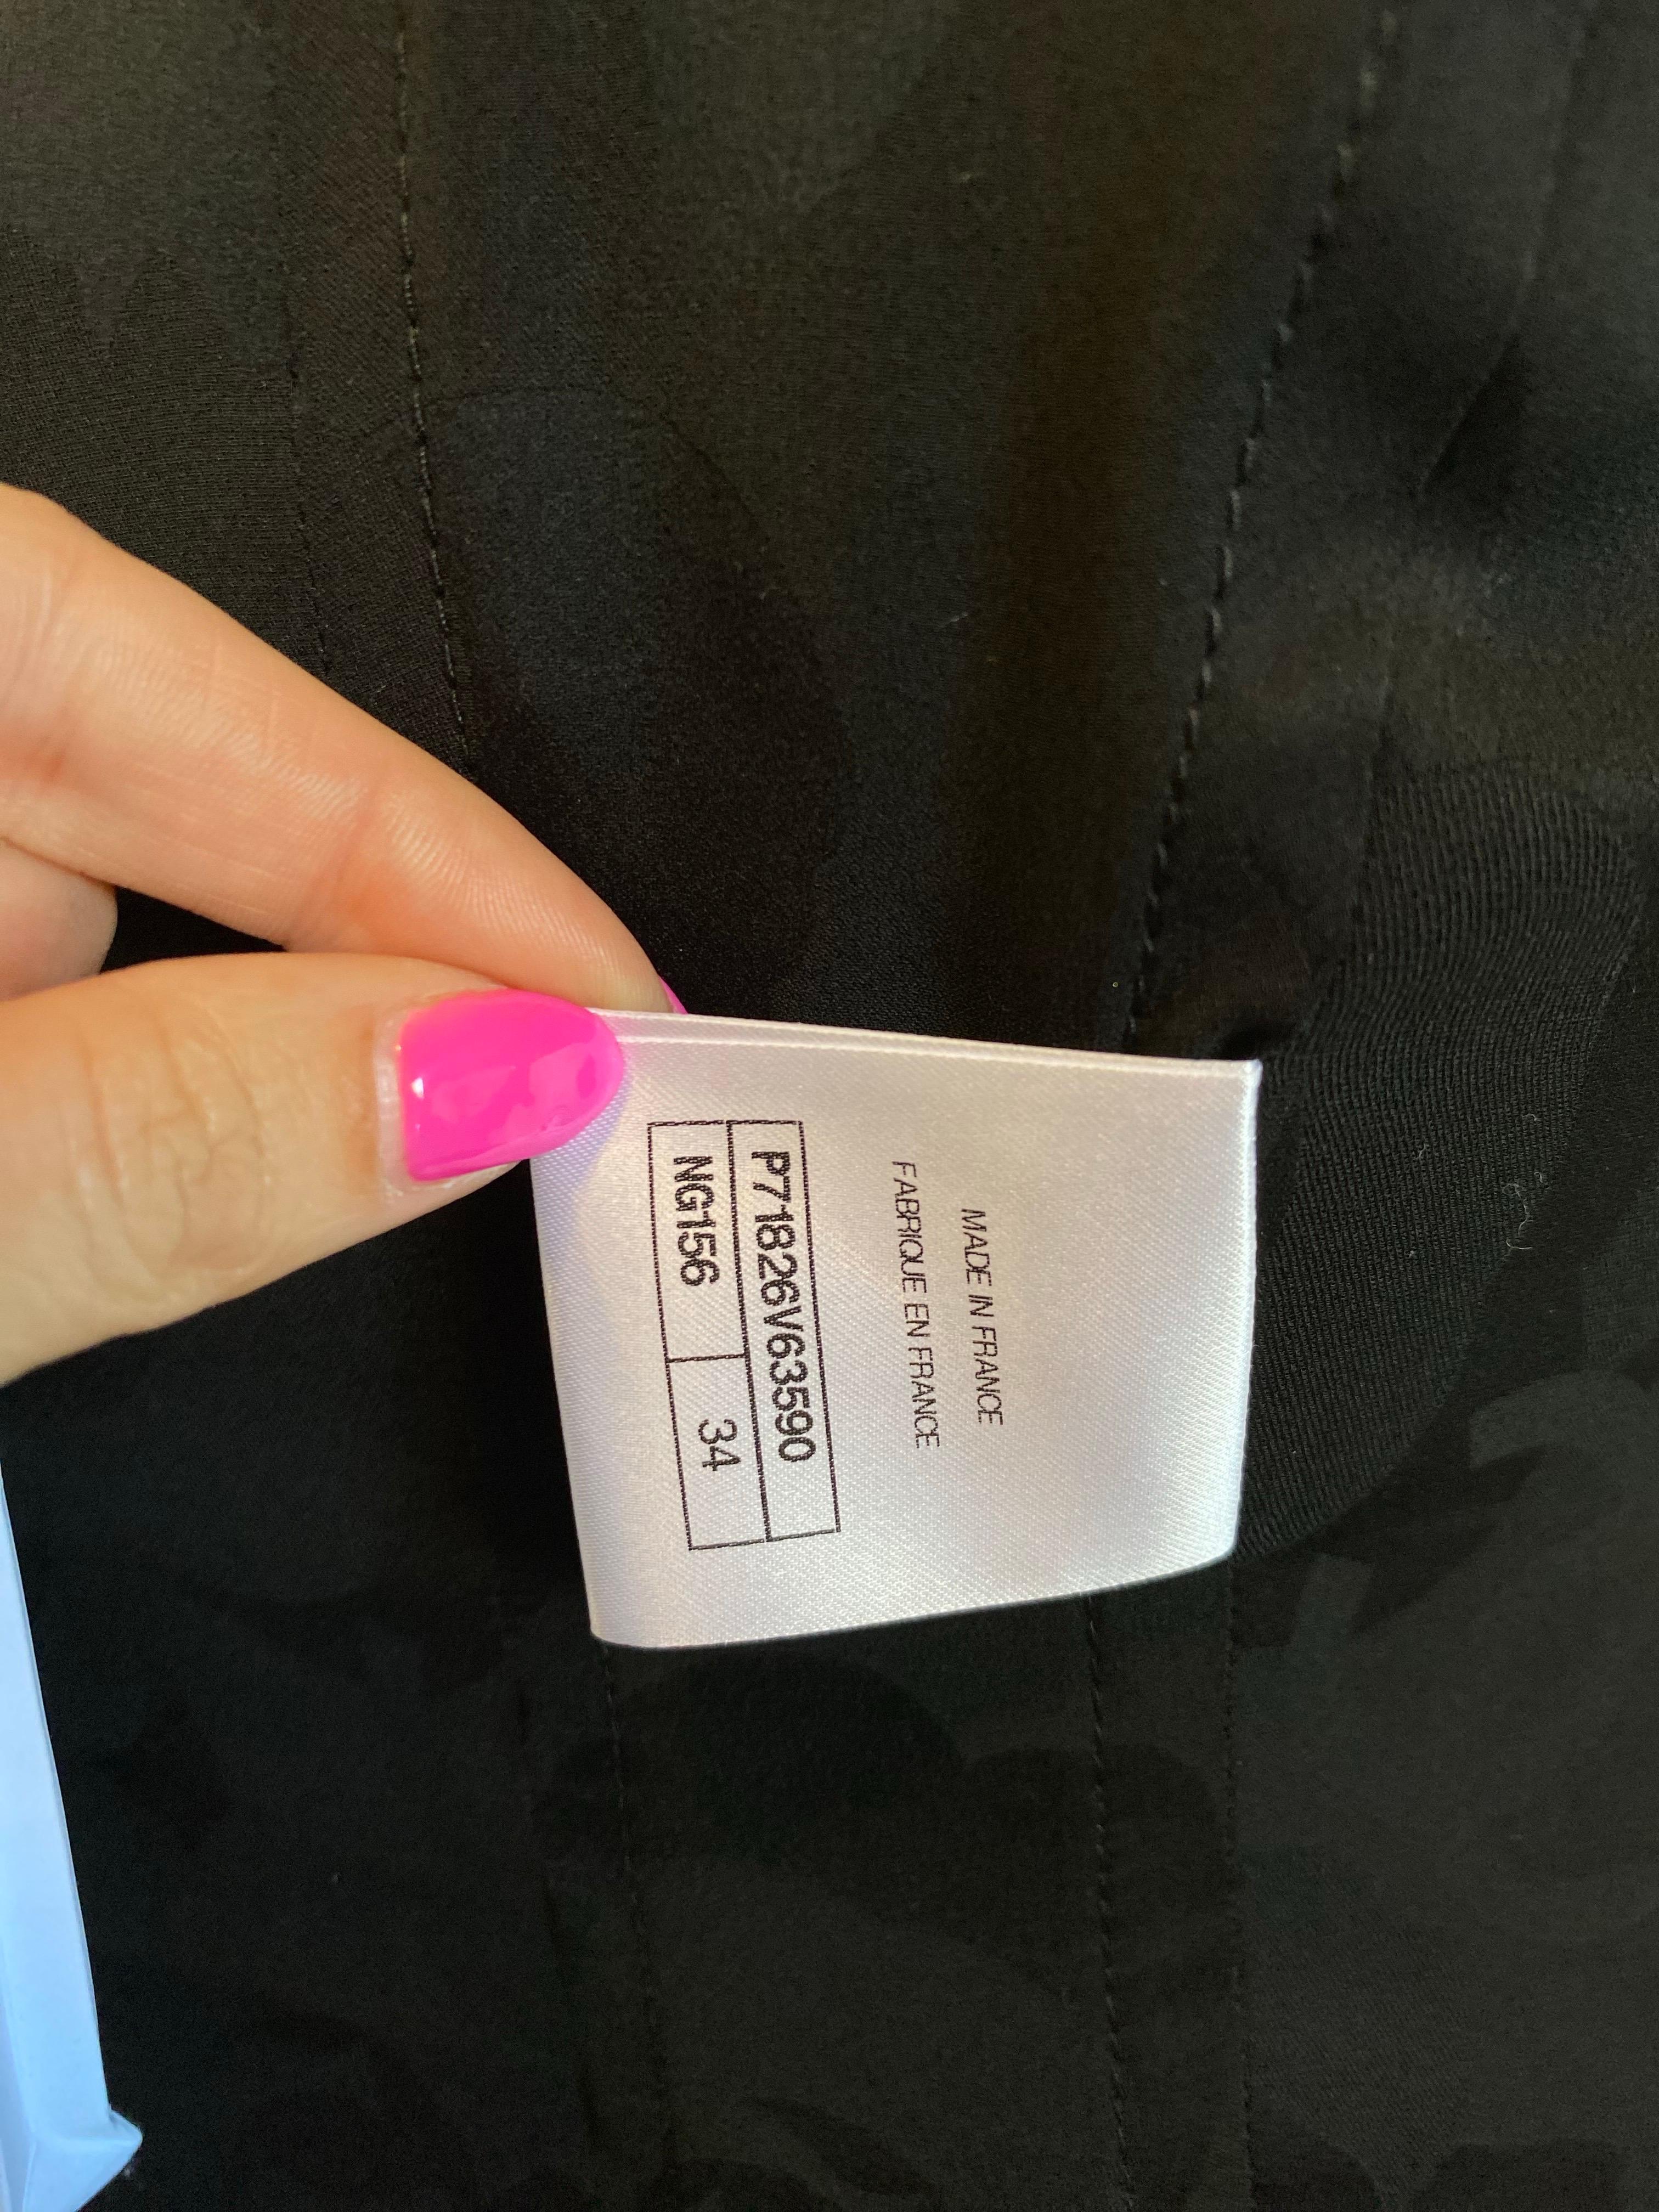 MADE IN FRANCE
FABRIQUE EN FRANCE
P71826V63590
NG156 34